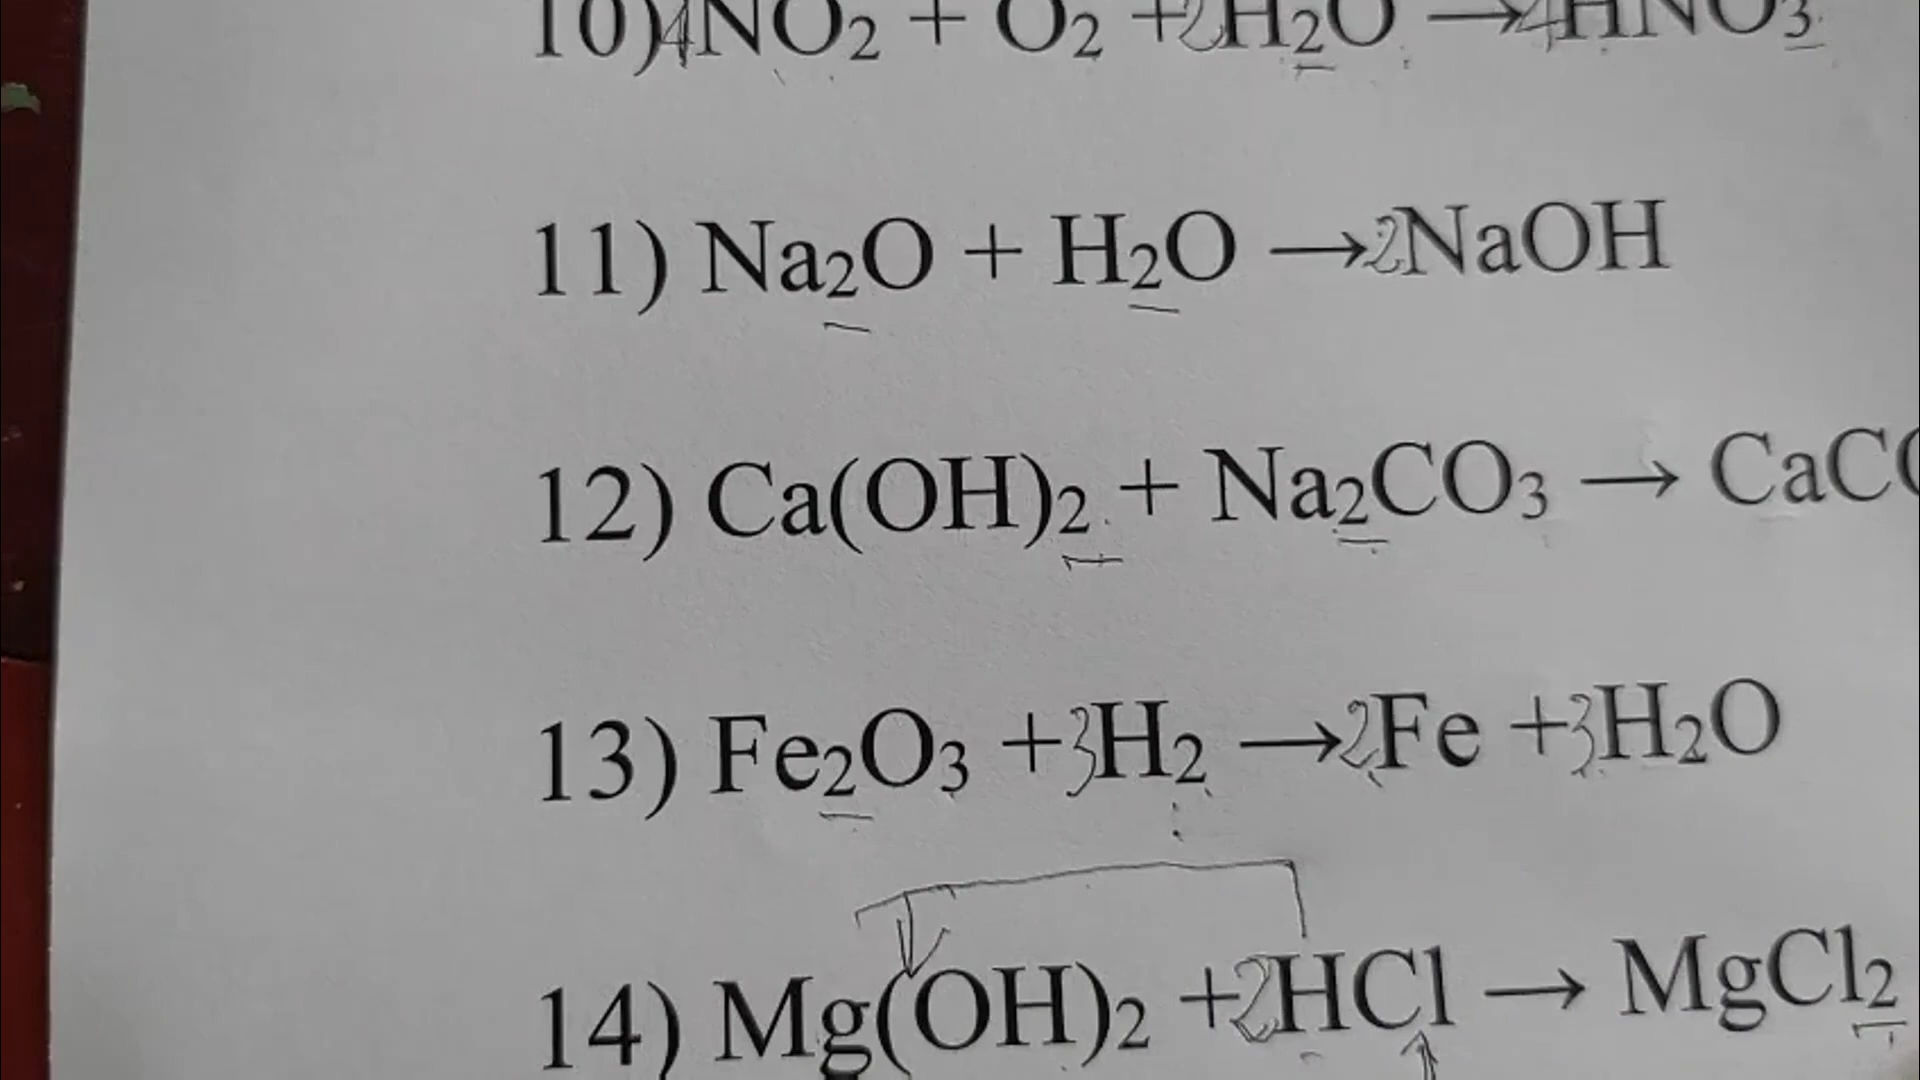 10) 4NO₂ + O₂ + 2H₂O → 4HNO₃
11) Na₂O + H₂O → 2NaOH
12) Ca(OH)₂ + Na₂CO₃ → CaC
13) Fe₂O₃ + 3H₂ → 2Fe + 3H₂O
14) Mg(OH)₂ + 2HCl → MgCl₂